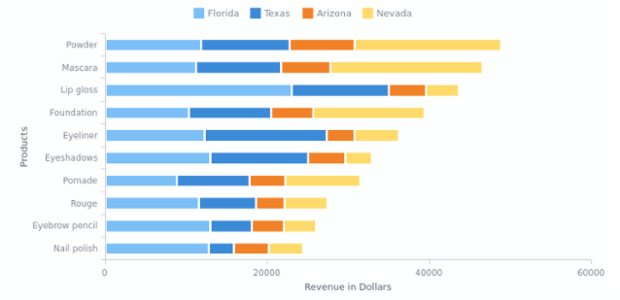 Florida Texas Arizona Nevada
Powder
Mascara
Lip gloss
Foundation
Eyeliner
Eyeshadows
Pomade
Rouge
Eyebrow pencil
Nail polish
Products
0 20000 40000 60000
Revenue in Dollars